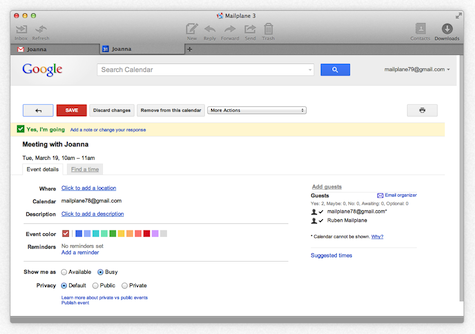 Mailplane 3
Inbox Refresh New Reply Forward Send Trash Contacts Downloads
Joanna Joanna
Google Search Calendar mailplane79@gmail.com
SAVE Discard changes Remove from this calendar More Actions
Yes, I'm going Add a note or change your response
Meeting with Joanna
Tue, March 19, 10am – 11am
Event details Find a time
Add guests
Where Click to add a location
Guests Email organizer
Calendar mailplane78@gmail.com
Yes: 2, Maybe: 0, No: 0, Awaiting: 0, Optional: 0
mailplane78@gmail.com*
Description Click to add a description
Ruben Mailplane
Event color
* Calendar cannot be shown. Why?
Reminders No reminders set
Add a reminder
Suggested times
Show me as Available Busy
Privacy Default Public Private
Learn more about private vs public events
Publish event